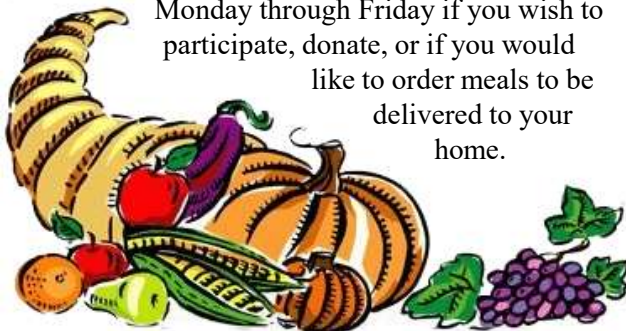 Monday through Friday if you wish to
participate, donate, or if you would
like to order meals to be
delivered to your
home.